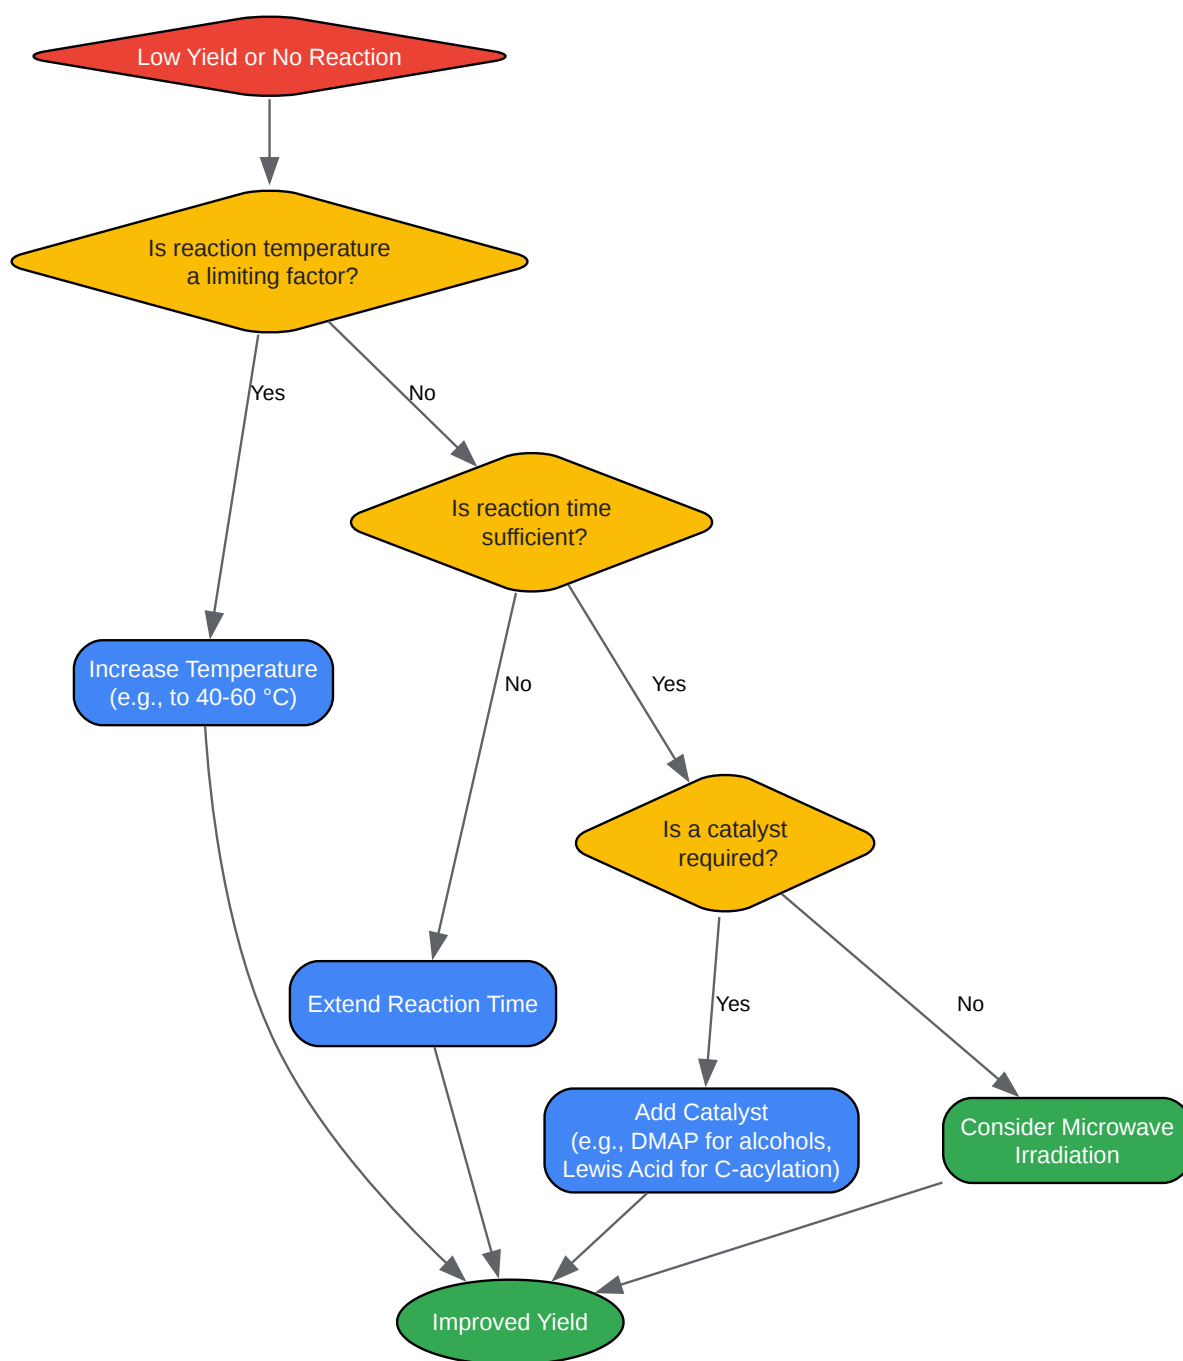 Low Yield or No Reaction
Is reaction temperature
a limiting factor?
Yes
No
Is reaction time
sufficient?
Increase Temperature
(e.g., to 40-60 °C)
No
Yes
Is a catalyst
required?
Extend Reaction Time
Yes
No
Add Catalyst
(e.g., DMAP for alcohols,
Lewis Acid for C-acylation)
Consider Microwave
Irradiation
Improved Yield